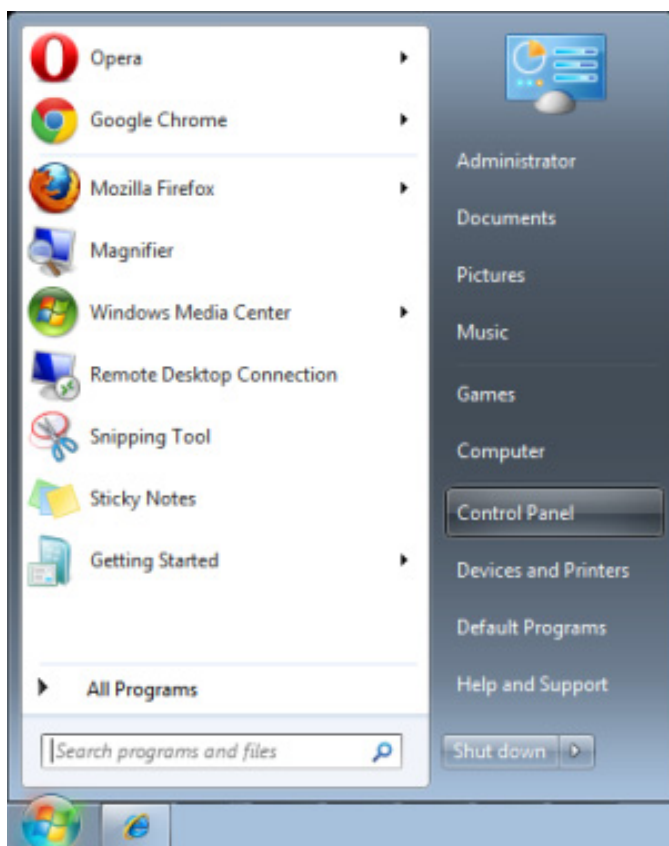 Opera
Google Chrome
Mozilla Firefox
Magnifier
Windows Media Center
Remote Desktop Connection
Snipping Tool
Sticky Notes
Getting Started
All Programs
Search programs and files
Administrator
Documents
Pictures
Music
Games
Computer
Control Panel
Devices and Printers
Default Programs
Help and Support
Shut down